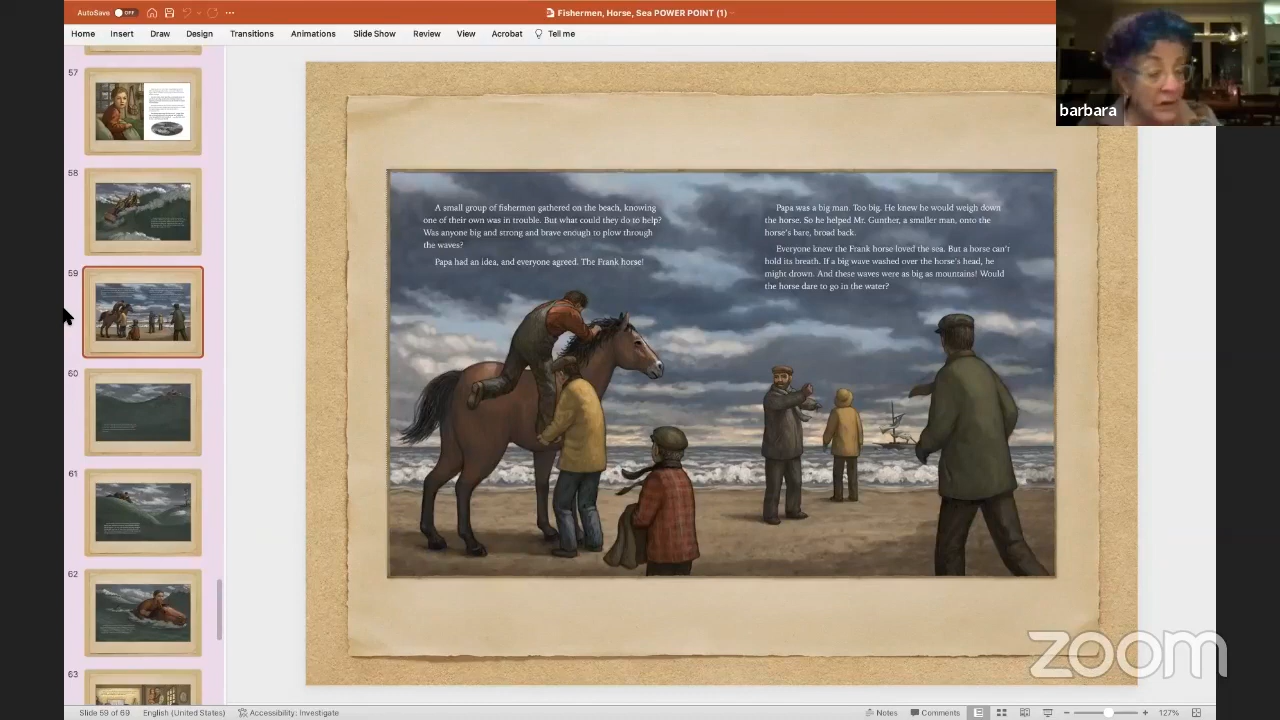 AutoSave OFF
Fishermen, Horse, Sea POWER POINT (1)
Home Insert Draw Design Transitions Animations Slide Show Review View Acrobat Tell me
barbara
57
58
59
60
61
62
63
A small group of fishermen gathered on the beach, knowing
one of their own was in trouble. But what could they do to help?
Was anyone big and strong and brave enough to plow through
the waves?
Papa had an idea, and everyone agreed. The Frank horse!
Papa was a big man. Too big. He knew he would weigh down
the horse. So he helped Mr. Gunther, a smaller man, onto the
horse's bare, broad back.
Everyone knew the Frank horse loved the sea. But a horse can't
hold its breath. If a big wave washed over the horse's head, he
might drown. And these waves were as big as mountains! Would
the horse dare to go in the water?
zoom
Slide 59 of 69 English (United States) Accessibility: Investigate Notes Comments 127%